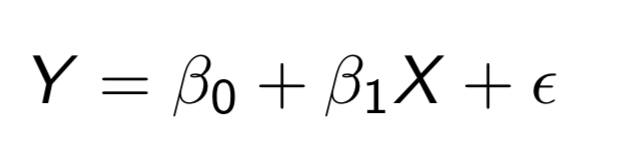 Y = β₀ + β₁X + ϵ